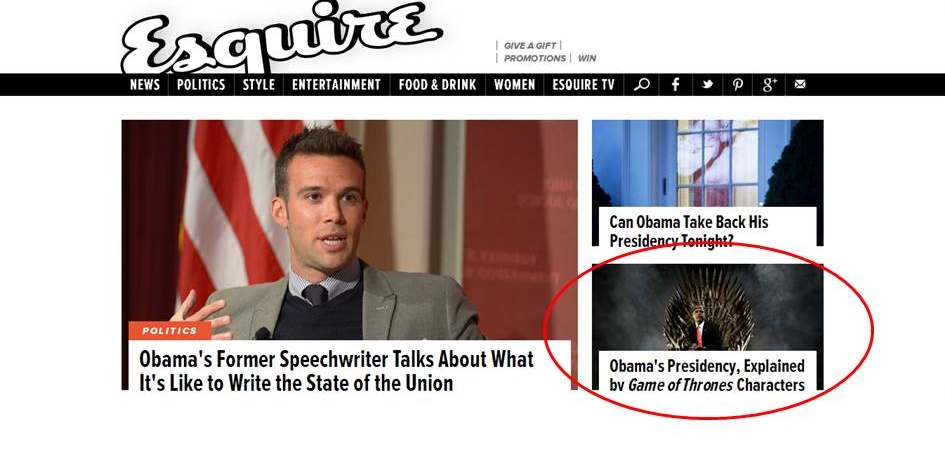 Esquire
GIVE A GIFT |
PROMOTIONS | WIN
NEWS POLITICS STYLE ENTERTAINMENT FOOD & DRINK WOMEN ESQUIRE TV
POLITICS
Obama's Former Speechwriter Talks About What
It's Like to Write the State of the Union
Can Obama Take Back His
Presidency Tonight?
Obama's Presidency, Explained
by Game of Thrones Characters